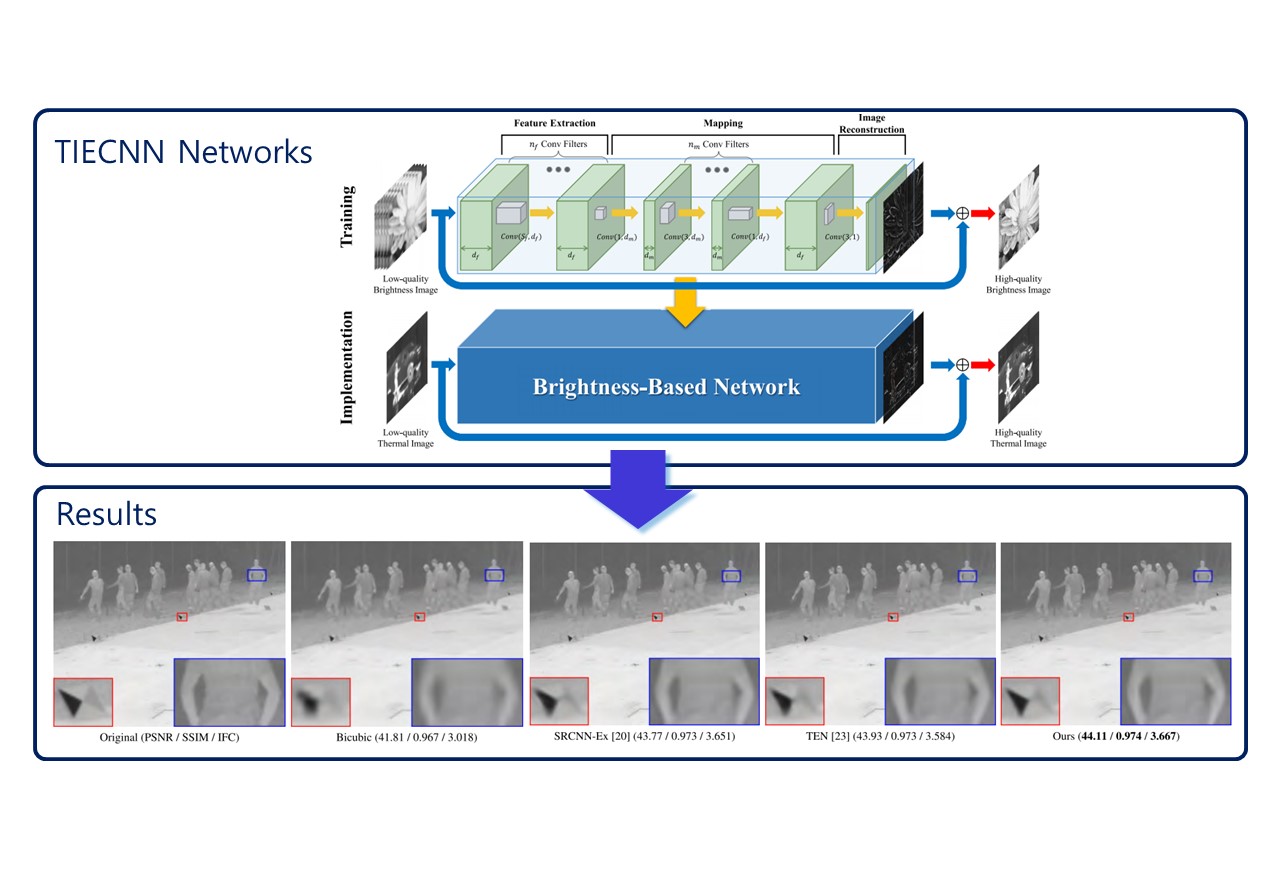 TIECNN Networks
Feature Extraction
Mapping
Image
Reconstruction
n_f Conv Filters
n_m Conv Filters
Training
Conv(S_f, d_f)
Conv(1, d_m)
Conv(3, d_m)
Conv(1, d_f)
Conv(3, 1)
d_f
d_f
d_m
d_m
d_f
Low-quality
Brightness Image
High-quality
Brightness Image
Implementation
Brightness-Based Network
Low-quality
Thermal Image
High-quality
Thermal Image
Results
Original (PSNR / SSIM / IFC)
Bicubic (41.81 / 0.967 / 3.018)
SRCNN-Ex [20] (43.77 / 0.973 / 3.651)
TEN [23] (43.93 / 0.973 / 3.584)
Ours (44.11 / 0.974 / 3.667)